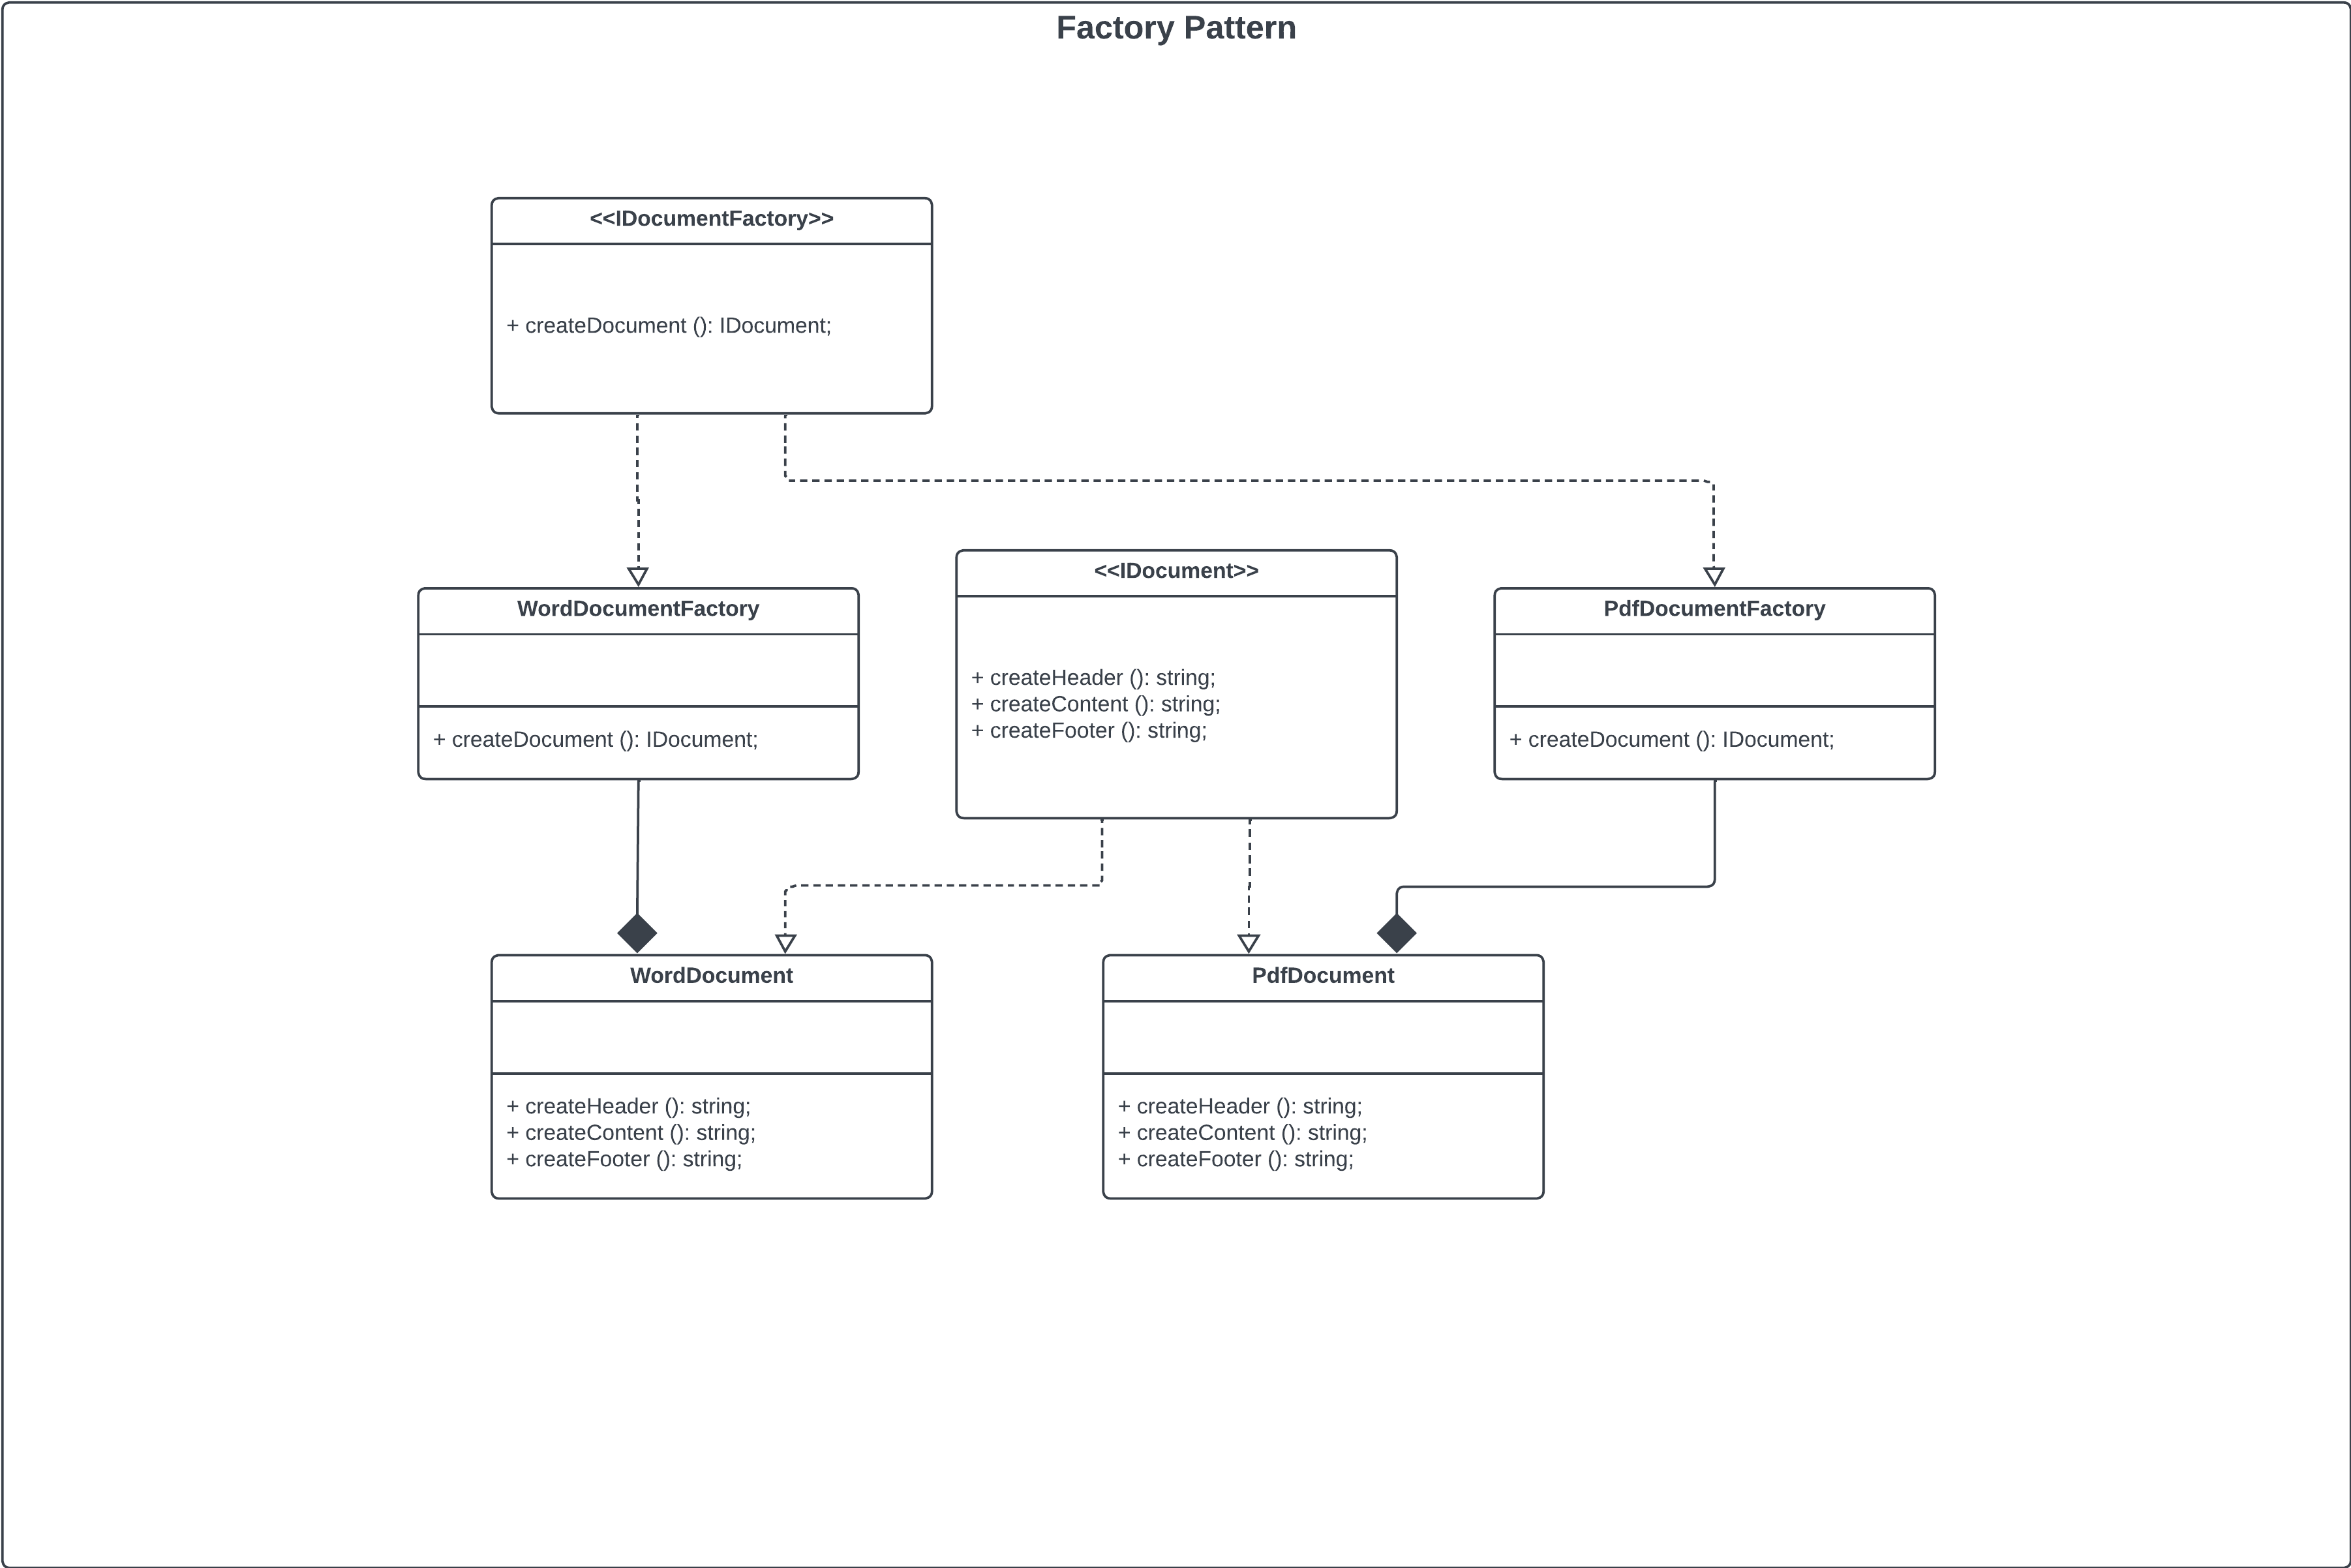 Factory Pattern
<<IDocumentFactory>>
+ createDocument (): IDocument;
WordDocumentFactory
+ createDocument (): IDocument;
<<IDocument>>
+ createHeader (): string;
+ createContent (): string;
+ createFooter (): string;
PdfDocumentFactory
+ createDocument (): IDocument;
WordDocument
+ createHeader (): string;
+ createContent (): string;
+ createFooter (): string;
PdfDocument
+ createHeader (): string;
+ createContent (): string;
+ createFooter (): string;